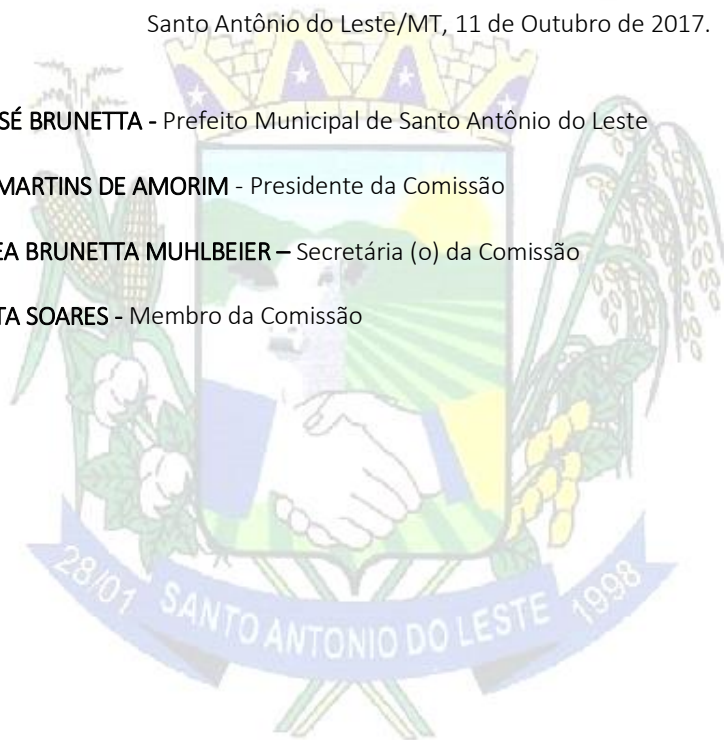 Santo Antônio do Leste/MT, 11 de Outubro de 2017.
SÉ BRUNETTA - Prefeito Municipal de Santo Antônio do Leste
MARTINS DE AMORIM - Presidente da Comissão
EA BRUNETTA MUHLBEIER – Secretária (o) da Comissão
TA SOARES - Membro da Comissão
28/01 SANTO ANTONIO DO LESTE 1998